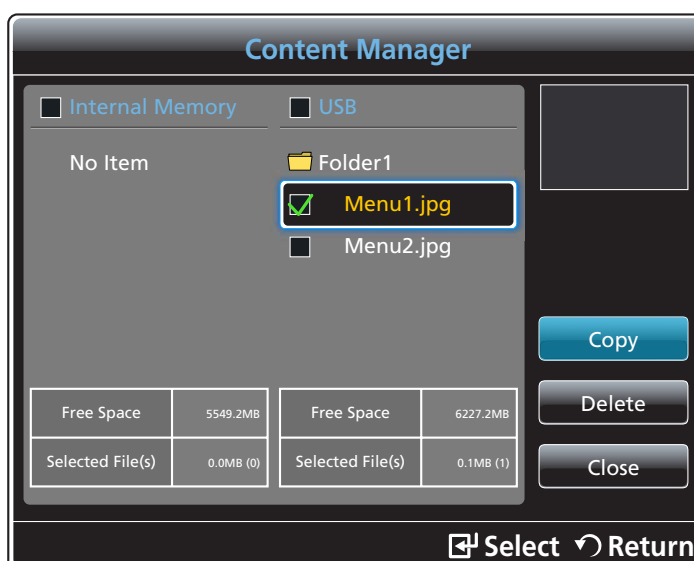 Content Manager
Internal Memory
No Item
USB
Folder1
Menu1.jpg
Menu2.jpg
Free Space 5549.2MB
Selected File(s) 0.0MB (0)
Free Space 6227.2MB
Selected File(s) 0.1MB (1)
Copy
Delete
Close
Select Return